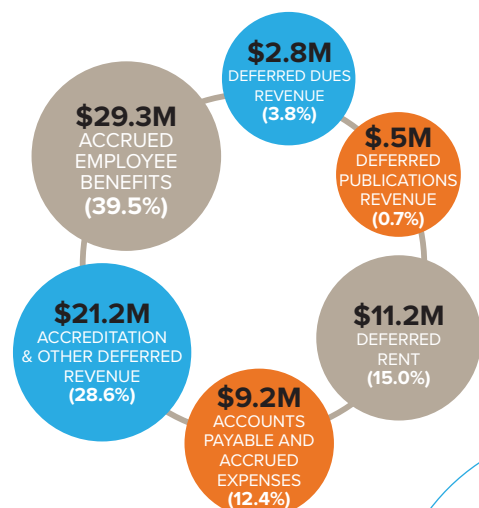 $2.8M
DEFERRED DUES
REVENUE
(3.8%)
$.5M
DEFERRED
PUBLICATIONS
REVENUE
(0.7%)
$11.2M
DEFERRED
RENT
(15.0%)
$9.2M
ACCOUNTS
PAYABLE AND
ACCRUED
EXPENSES
(12.4%)
$21.2M
ACCREDITATION
& OTHER DEFERRED
REVENUE
(28.6%)
$29.3M
ACCRUED
EMPLOYEE
BENEFITS
(39.5%)